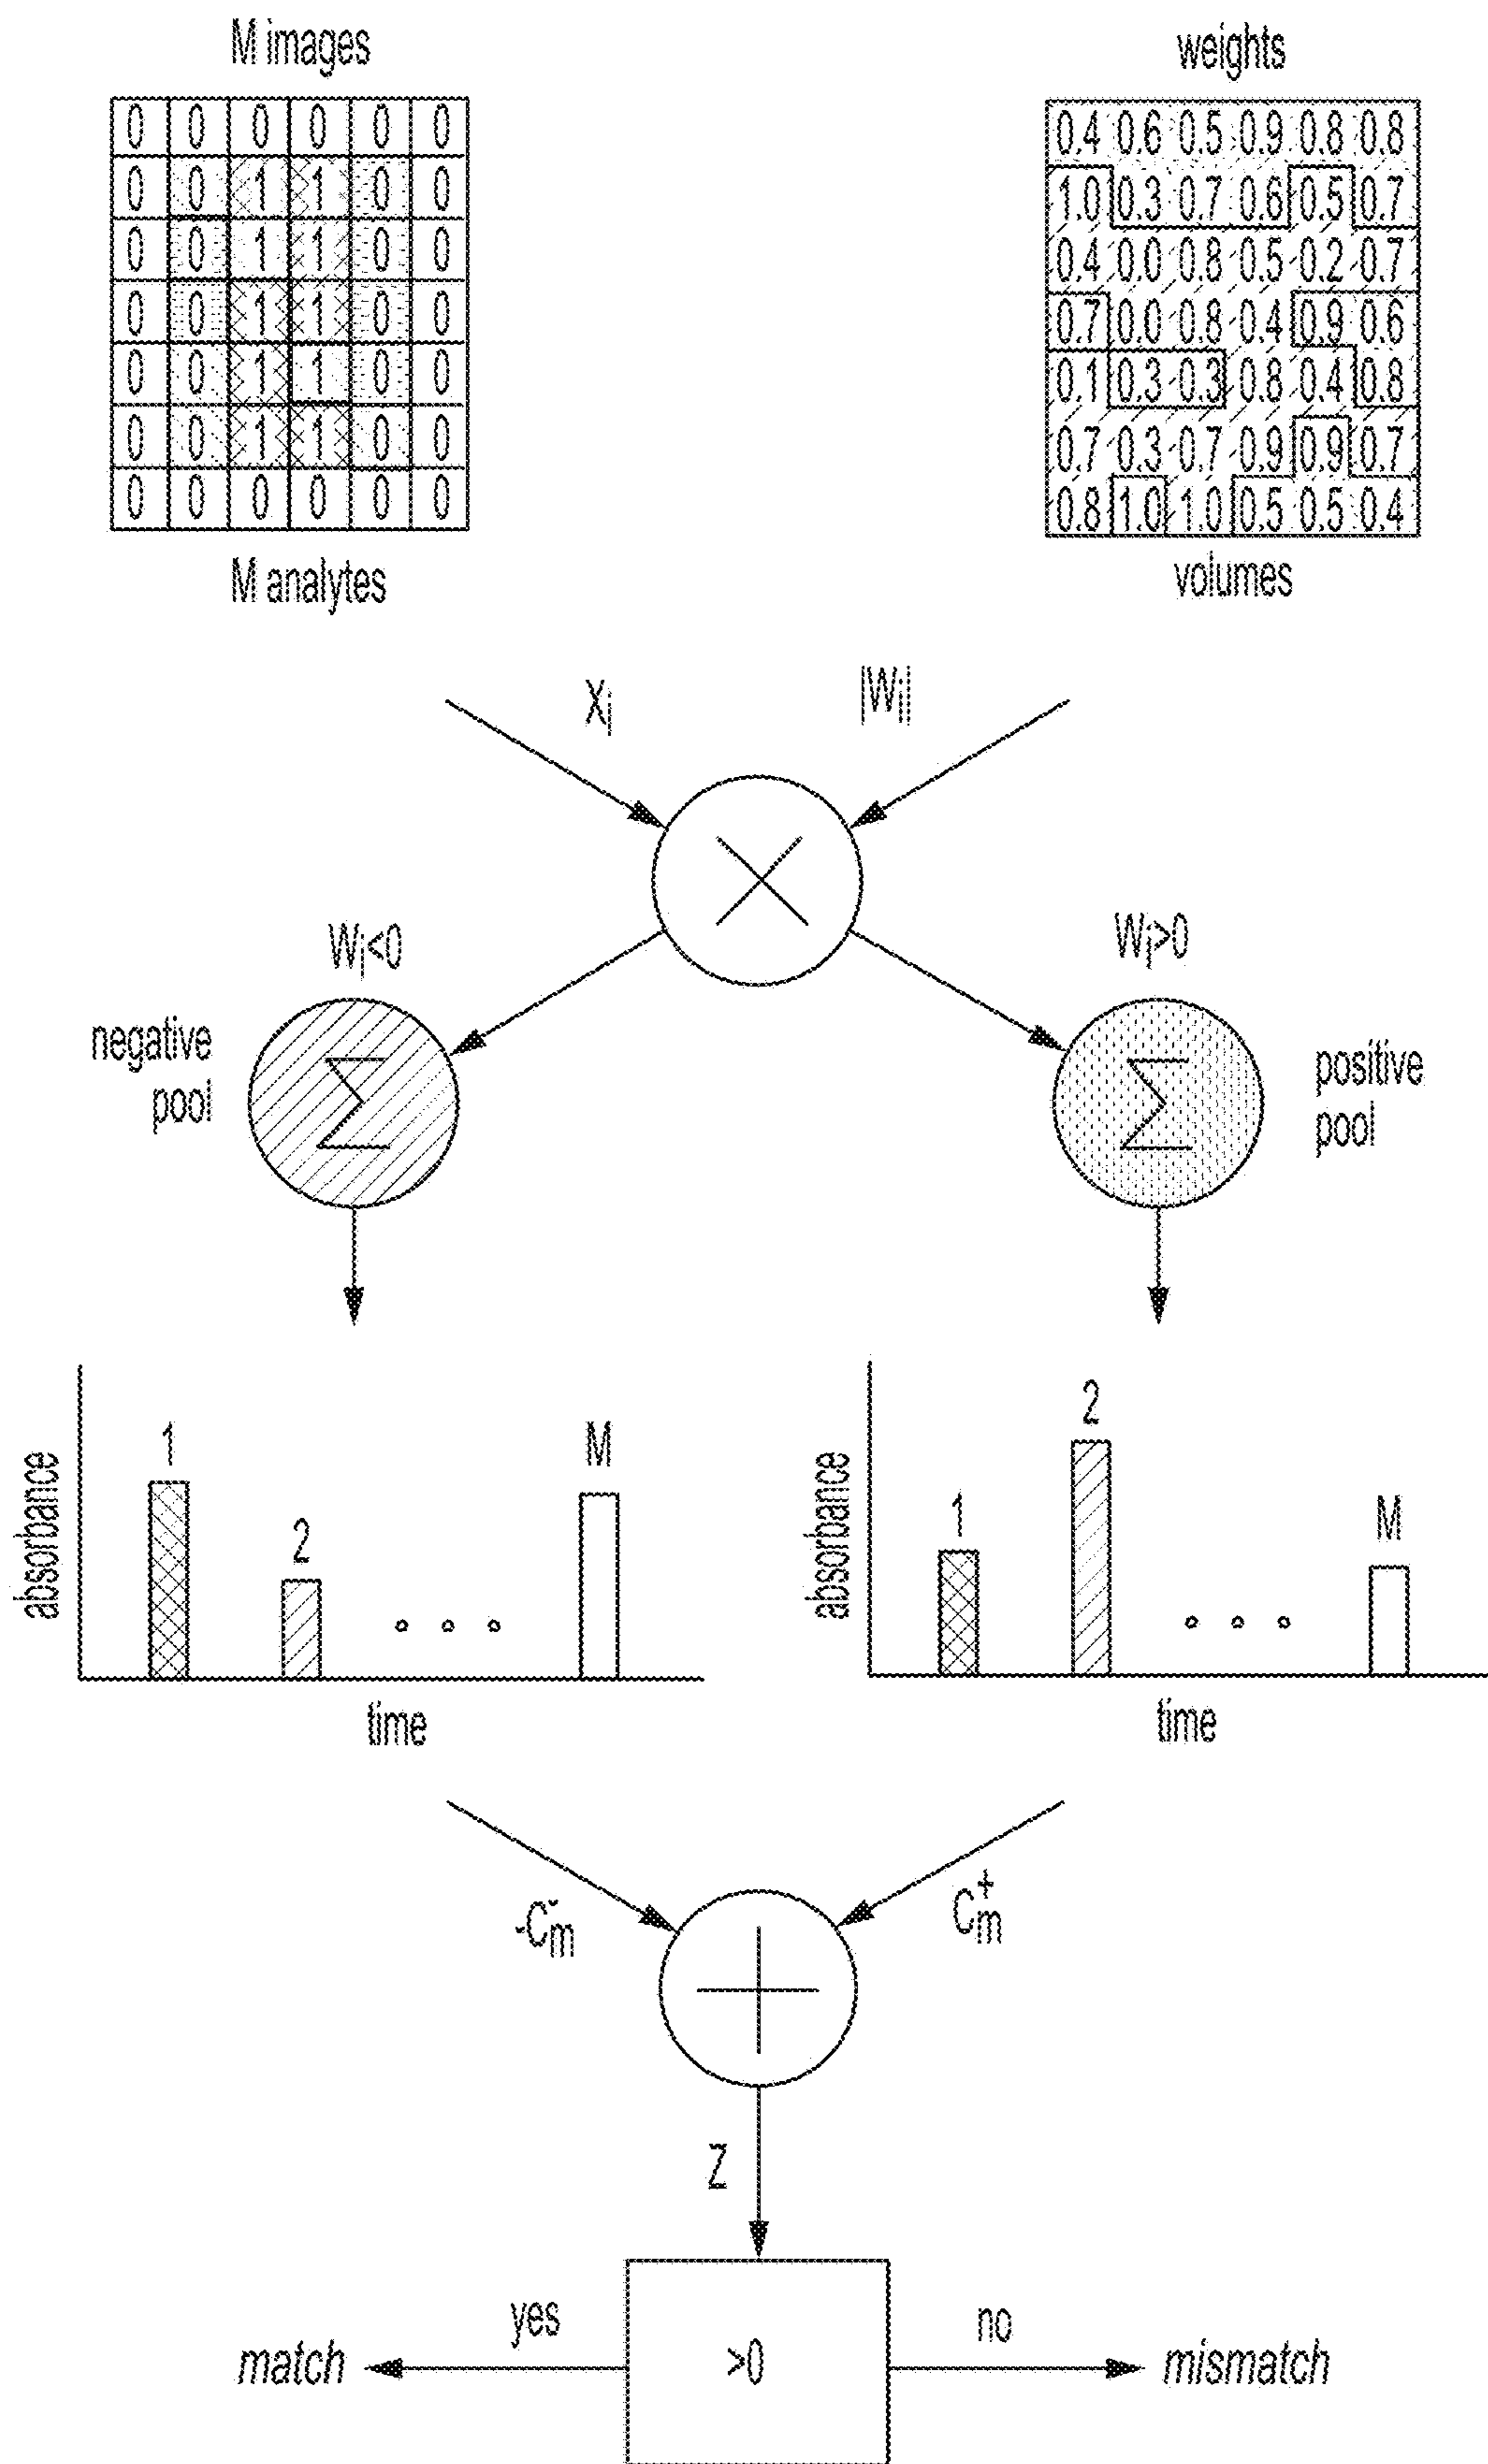 M images
0 0 0 0 0 0
0 0 1 1 0 0
0 0 1 1 0 0
0 0 1 1 0 0
0 0 1 1 0 0
0 0 1 1 0 0
0 0 0 0 0 0
M analytes
weights
0.4 0.6 0.5 0.9 0.8 0.8
1.0 0.3 0.7 0.6 0.5 0.7
0.4 0.0 0.8 0.5 0.2 0.7
0.7 0.0 0.8 0.4 0.9 0.6
0.1 0.3 0.3 0.8 0.4 0.8
0.7 0.3 0.7 0.9 0.9 0.7
0.8 1.0 1.0 0.5 0.5 0.4
volumes
Xi
|Wi|
×
Wi<0
Wi>0
negative
pool
Σ
Σ
positive
pool
absorbance
1
2
M
time
absorbance
1
2
M
time
-C-m
C+m
+
Z
>0
yes
match
no
mismatch